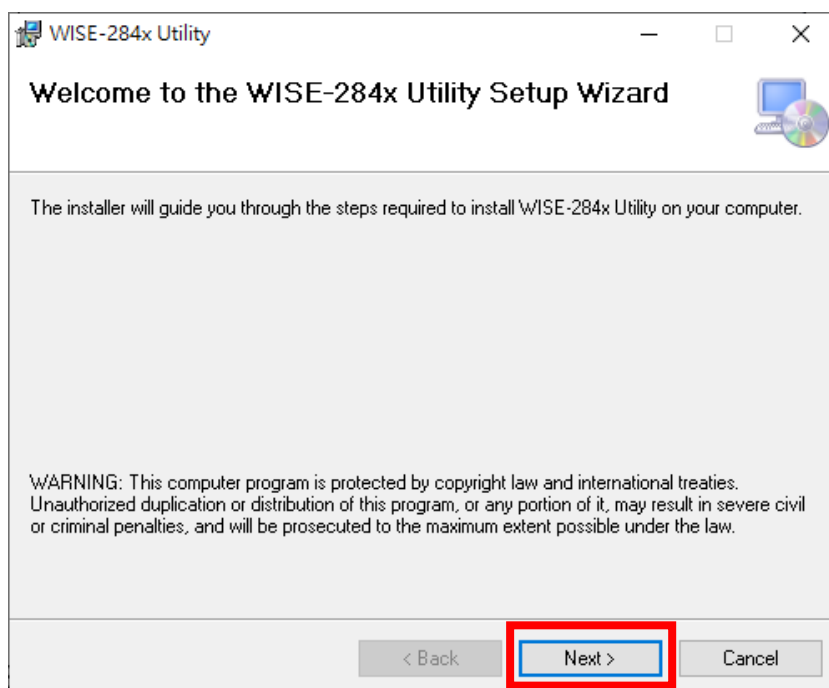 WISE-284x Utility
Welcome to the WISE-284x Utility Setup Wizard
The installer will guide you through the steps required to install WISE-284x Utility on your computer.
WARNING: This computer program is protected by copyright law and international treaties.
Unauthorized duplication or distribution of this program, or any portion of it, may result in severe civil
or criminal penalties, and will be prosecuted to the maximum extent possible under the law.
< Back Next > Cancel